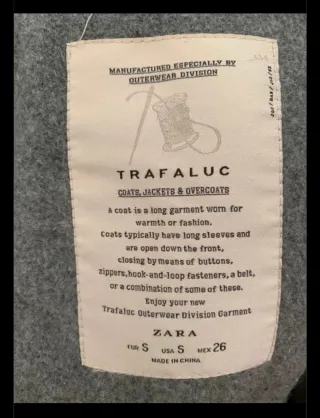 MANUFACTURED ESPECIALLY BY
OUTERWEAR DIVISION
TRAFALUC
COATS, JACKETS & OVERCOATS
A coat is a long garment worn for
warmth or fashion.
Coats typically have long sleeves and
are open down the front,
closing by means of buttons,
zippers,hook-and-loop fasteners, a belt,
or a combination of some of these.
Enjoy your new
Trafaluc Outerwear Division Garment
ZARA
EUR S USA S MEX 26
MADE IN CHINA